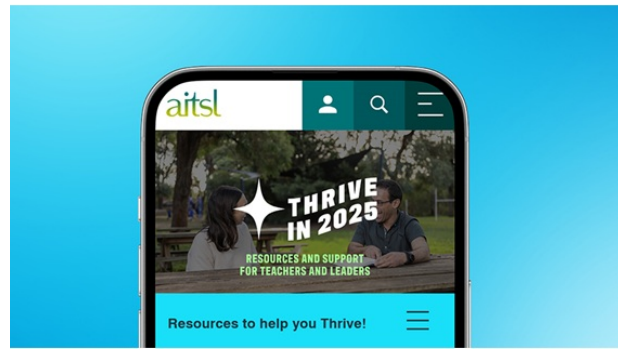 aitsl
THRIVE
IN 2025
RESOURCES AND SUPPORT
FOR TEACHERS AND LEADERS
Resources to help you Thrive!